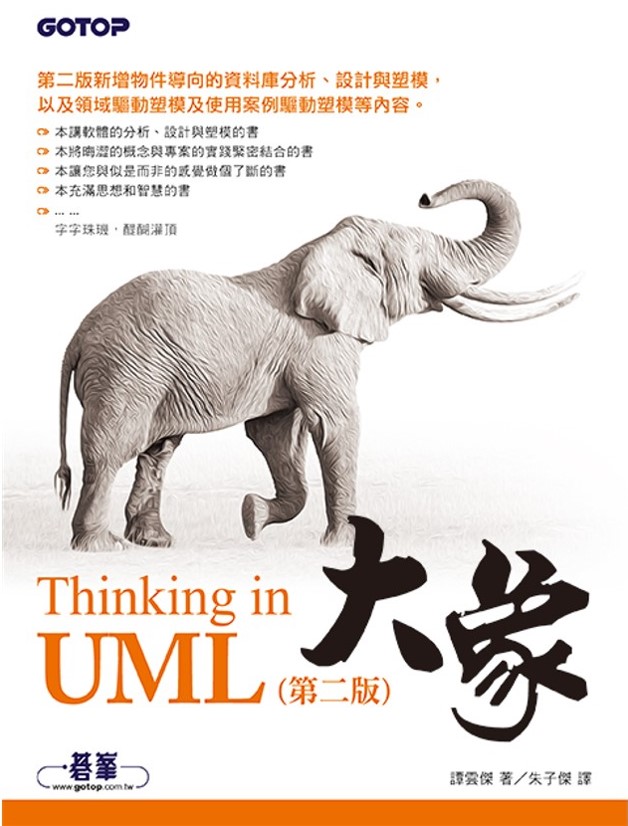 GOTOP
第二版新增物件導向的資料庫分析、設計與塑模，
以及領域驅動塑模及使用案例驅動塑模等內容。
本講軟體的分析、設計與塑模的書
本將晦澀的概念與專案的實踐緊密結合的書
本讓您與似是而非的感覺做個了斷的書
本充滿思想和智慧的書
... ...
字字珠璣，醍醐灌頂
Thinking in
UML (第二版)
大象
碁峯
www.gotop.com.tw
譚雲傑 著／朱子傑 譯